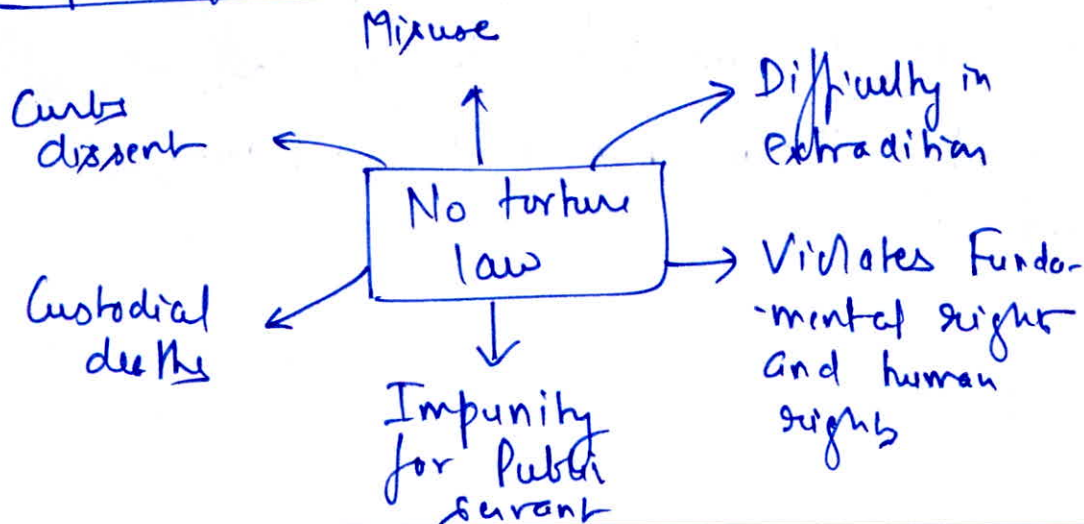 Misuse
Curbs
dissent
Difficulty in
extradition
No torture
law
Violates Funda-
-mental right
and human
rights
Custodial
deaths
Impunity
for Public
servant